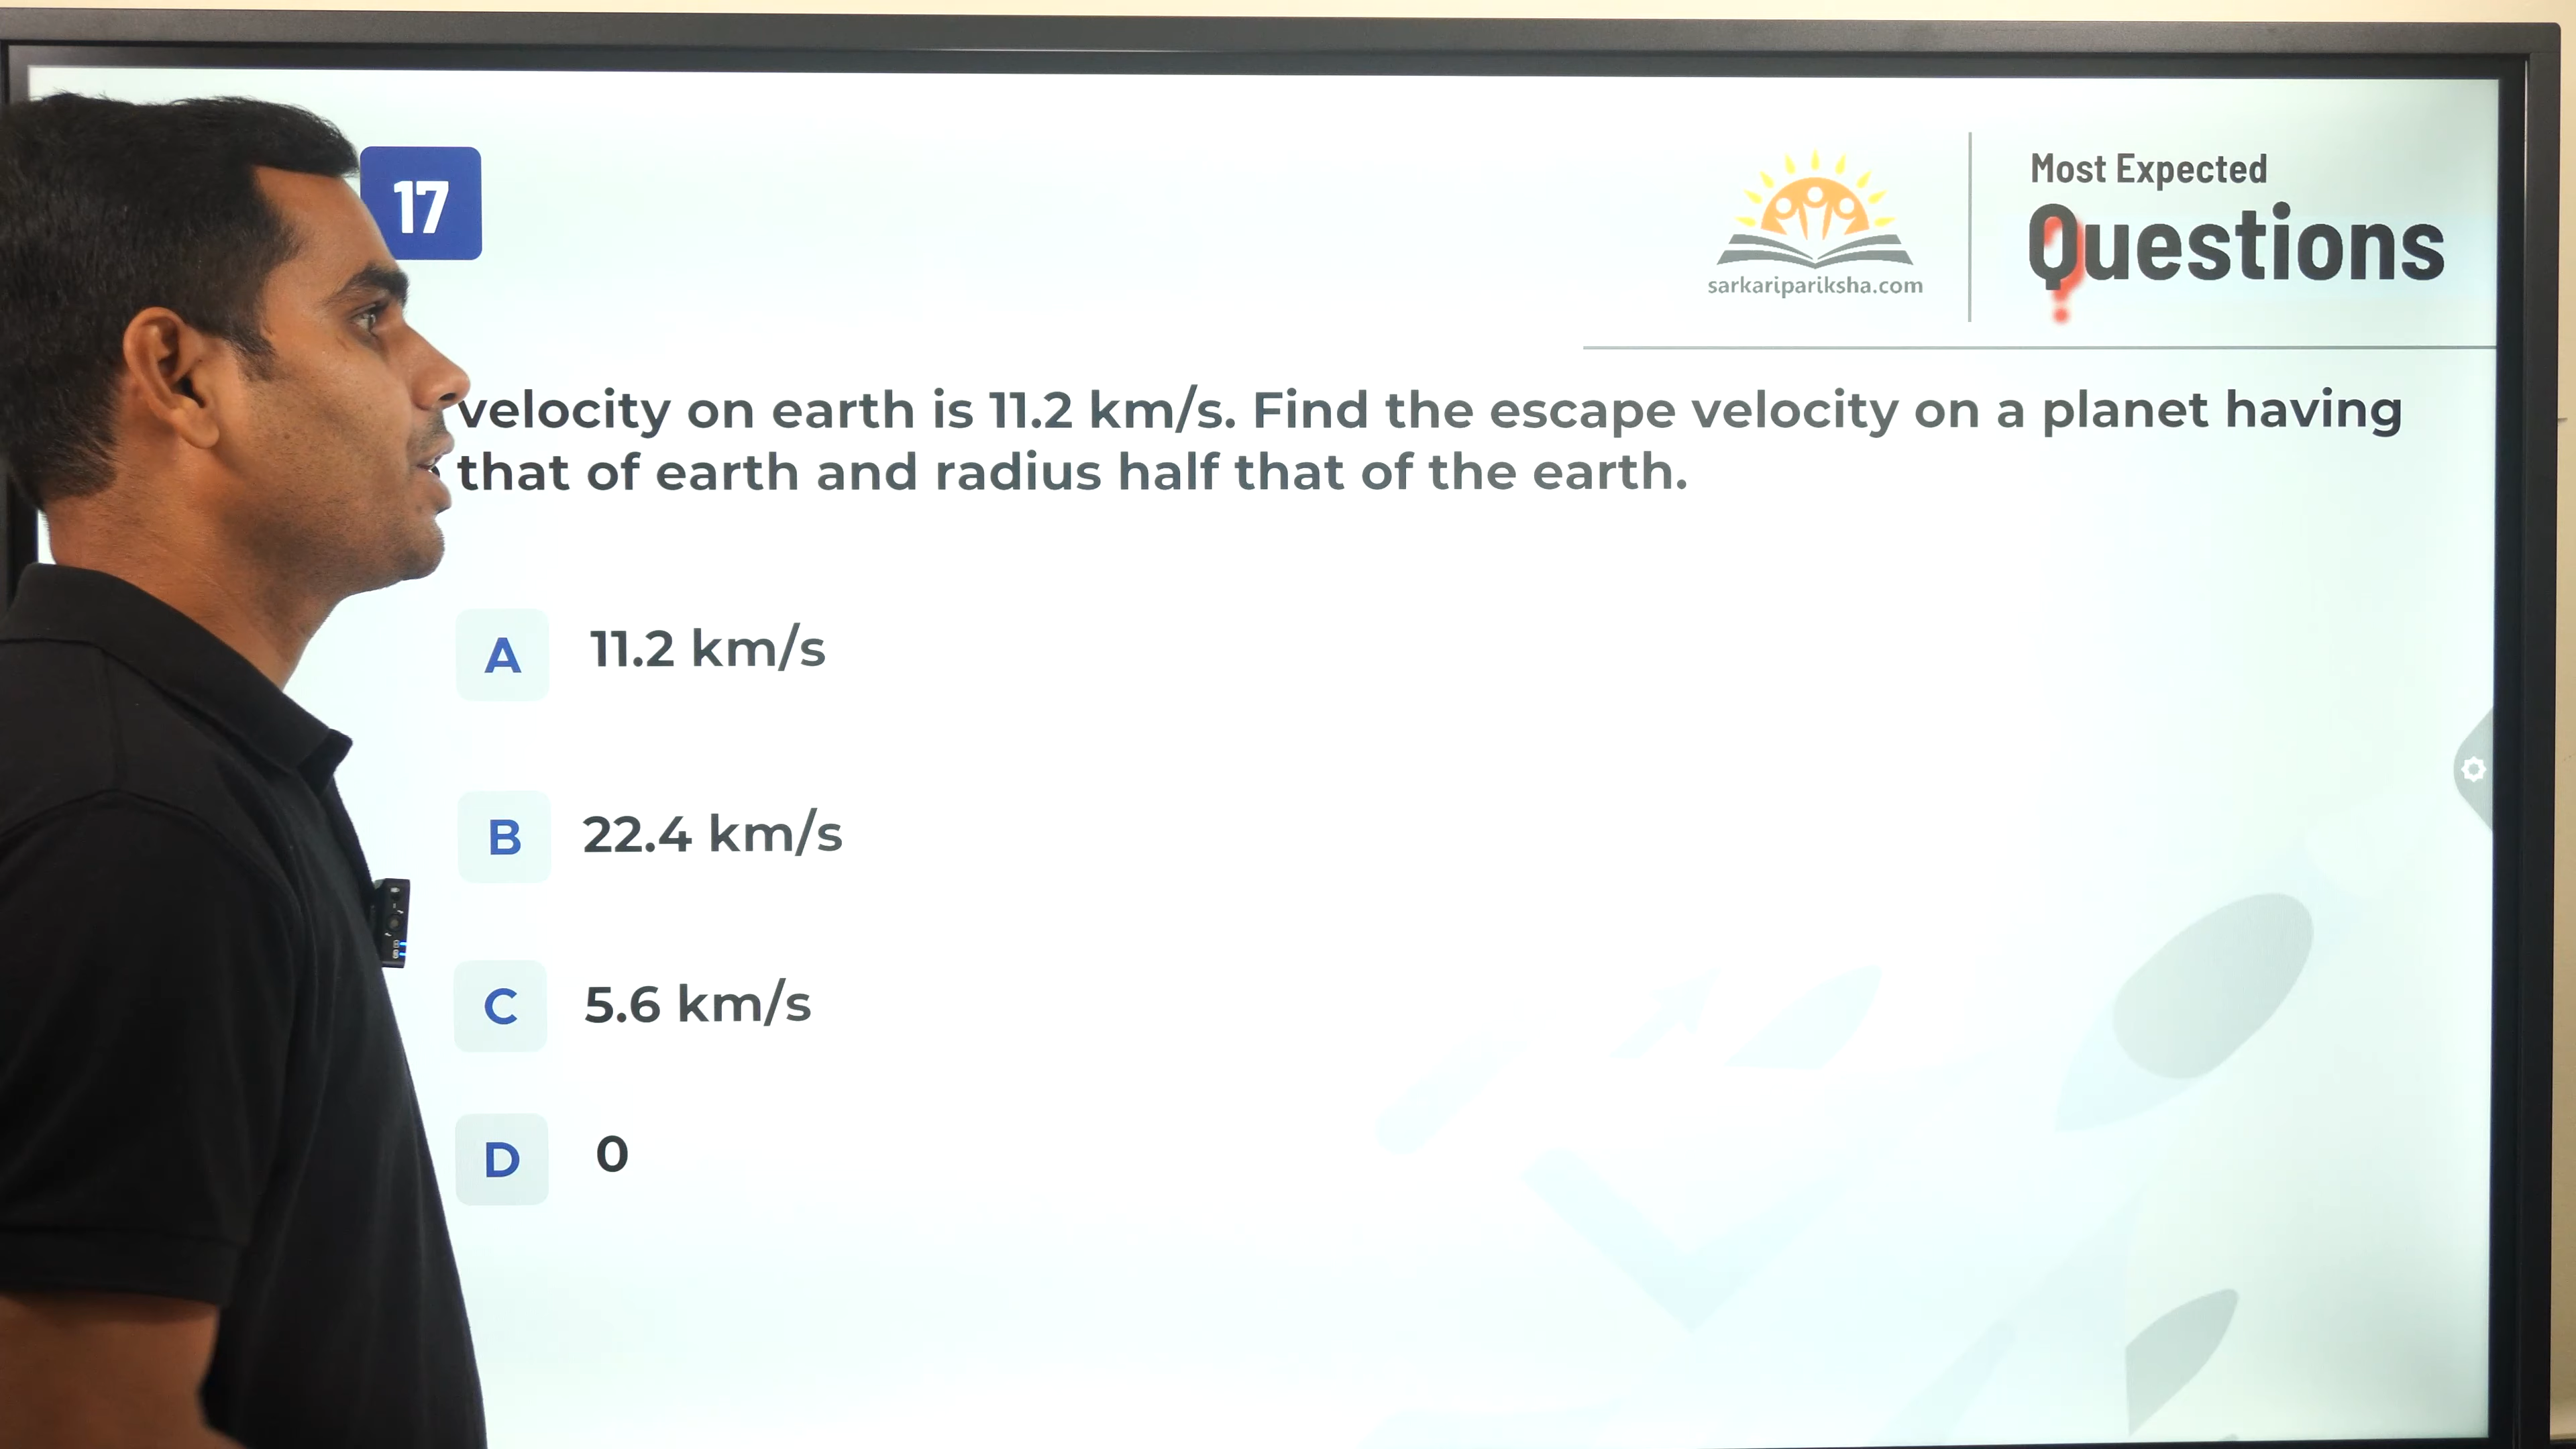 17
sarkaripariksha.com
Most Expected
Questions
velocity on earth is 11.2 km/s. Find the escape velocity on a planet having
that of earth and radius half that of the earth.
A 11.2 km/s
B 22.4 km/s
C 5.6 km/s
D 0